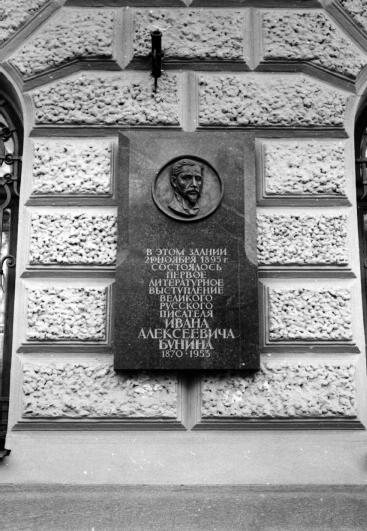 В ЭТОМ ЗДАНИИ
21 НОЯБРЯ 1895 г.
СОСТОЯЛОСЬ
ПЕРВОЕ
ЛИТЕРАТУРНОЕ
ВЫСТУПЛЕНИЕ
ВЕЛИКОГО
РУССКОГО
ПИСАТЕЛЯ
ИВАНА
АЛЕКСЕЕВИЧА
БУНИНА
1870 - 1953